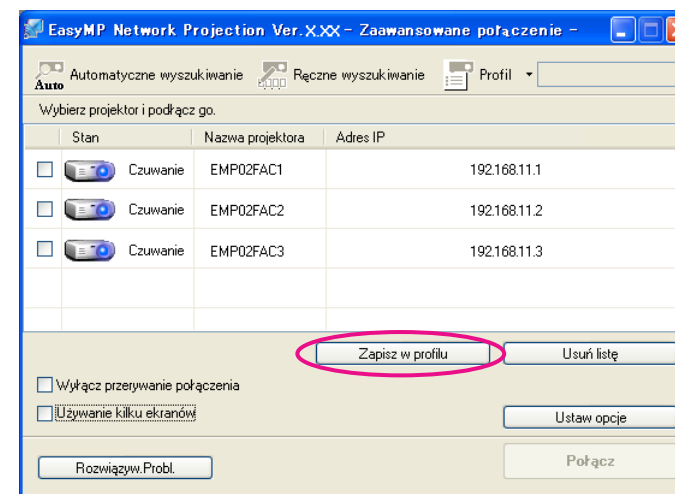 EasyMP Network Projection Ver.X.XX - Zaawansowane połączenie -
Auto Automatyczne wyszukiwanie Ręczne wyszukiwanie Profil
Wybierz projektor i podłącz go.
Stan Nazwa projektora Adres IP
Czuwanie EMP02FAC1 192.168.11.1
Czuwanie EMP02FAC2 192.168.11.2
Czuwanie EMP02FAC3 192.168.11.3
Zapisz w profilu Usuń listę
Wyłącz przerywanie połączenia
Używanie kilku ekranów
Ustaw opcje
Rozwiązyw.Probl. Połącz